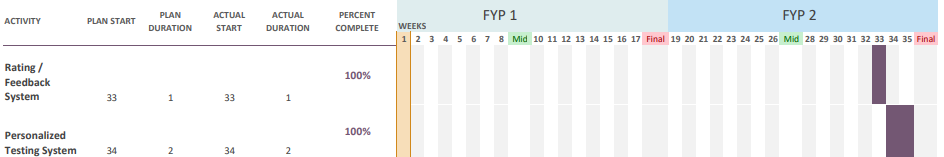 FYP 1 FYP 2
ACTIVITY PLAN START PLAN DURATION ACTUAL START ACTUAL DURATION PERCENT COMPLETE WEEKS
1 2 3 4 5 6 7 8 Mid 10 11 12 13 14 15 16 17 Final 19 20 21 22 23 24 25 26 Mid 28 29 30 31 32 33 34 35 Final
Rating /
Feedback
System 33 1 33 1 100%
Personalized
Testing System 34 2 34 2 100%